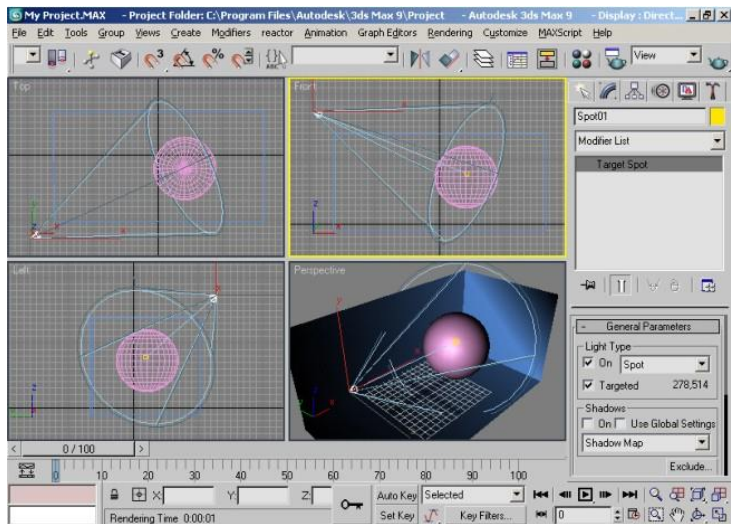 My Project.MAX - Project Folder: C:\Program Files\Autodesk\3ds Max 9\Project - Autodesk 3ds Max 9 - Display : Direct...
File Edit Tools Group Views Create Modifiers reactor Animation Graph Editors Rendering Customize MAXScript Help
3 % ABC View
Top
Front
Left
Perspective
x
y
z
Spot01
Modifier List
Target Spot
- General Parameters
Light Type
On Spot
Targeted 278,514
Shadows
On Use Global Settings
Shadow Map
Exclude...
< 0 / 100 >
0 10 20 30 40 50 60 70 80 90 100
X: Y: Z: Auto Key Selected
Rendering Time 0:00:01 Set Key Key Filters... 0